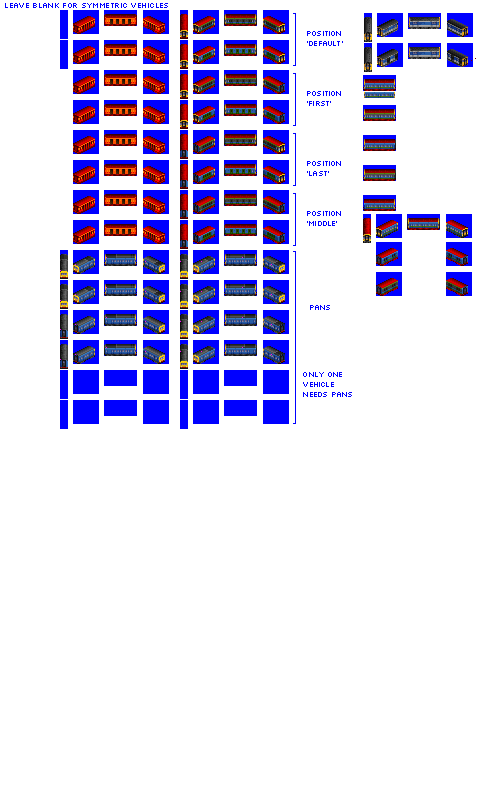 LEAVE BLANK FOR SYMMETRIC VEHICLES
POSITION
'DEFAULT'
POSITION
'FIRST'
POSITION
'LAST'
POSITION
'MIDDLE'
PANS
ONLY ONE
VEHICLE
NEEDS PANS